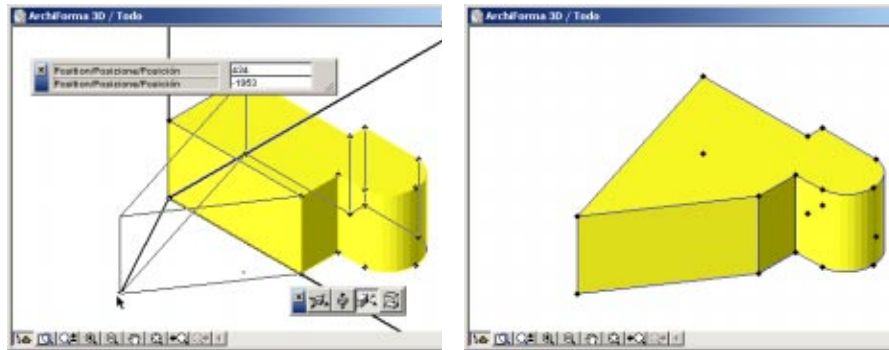 ArchiForma 3D / Todo
Position/Posizione/Posición 434
Position/Posizione/Posición -1953
ArchiForma 3D / Todo